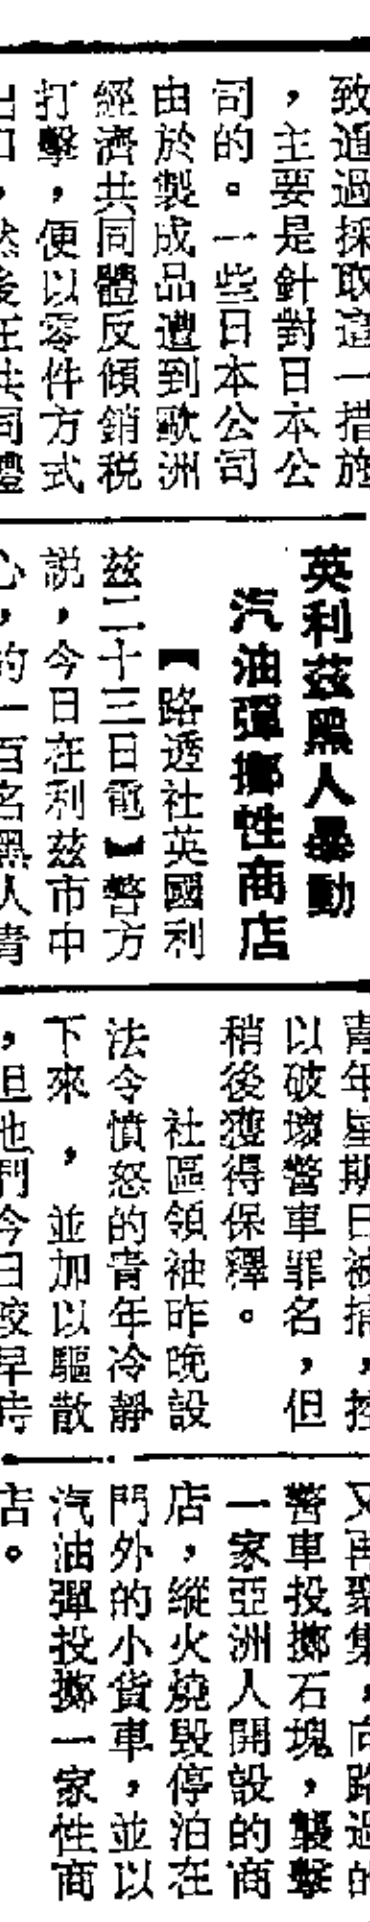 致通過採取這一措施
，主要是針對日本公
司的。一些日本公司
由於製成品遭到歐洲
經濟共同體反傾銷税
打擊，便以零件方式
出口，然後在共同體
英利茲黑人暴動
汽油彈擲性商店
【路透社英國利
茲二十三日電】警方
説，今日在利茲市中
心，約一百名黑人青
青年星期日被捕，控
以破壞警車罪名，但
稍後獲得保釋。
社區領袖昨晚設
法令憤怒的青年冷靜
下來，並加以驅散
，但他們今日較早時
又再聚集，向路過的
警車投擲石塊，襲擊
一家亞洲人開設的商
店，縱火燒毀停泊在
門外的小貨車，並以
汽油彈投擲一家性商
店。